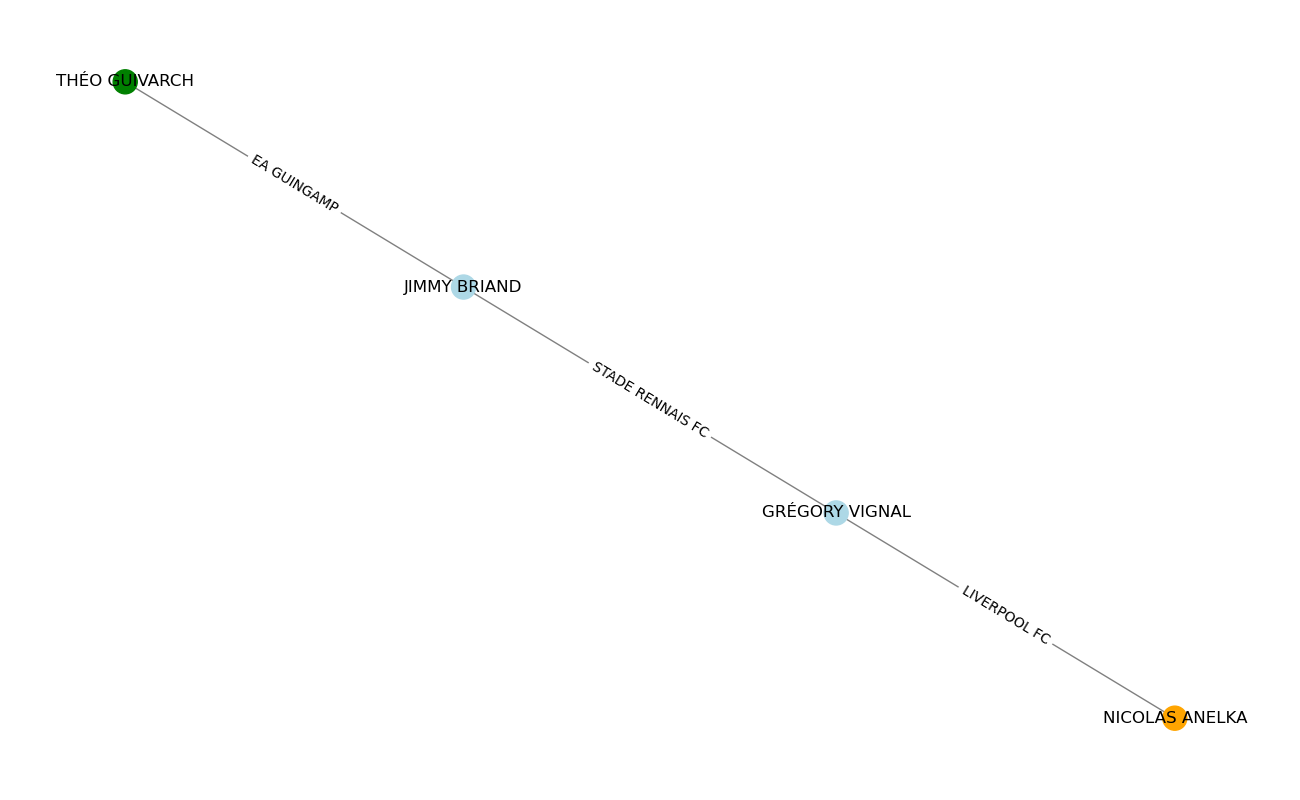 THÉO GUIVARCH
EA GUINGAMP
JIMMY BRIAND
STADE RENNAIS FC
GRÉGORY VIGNAL
LIVERPOOL FC
NICOLAS ANELKA